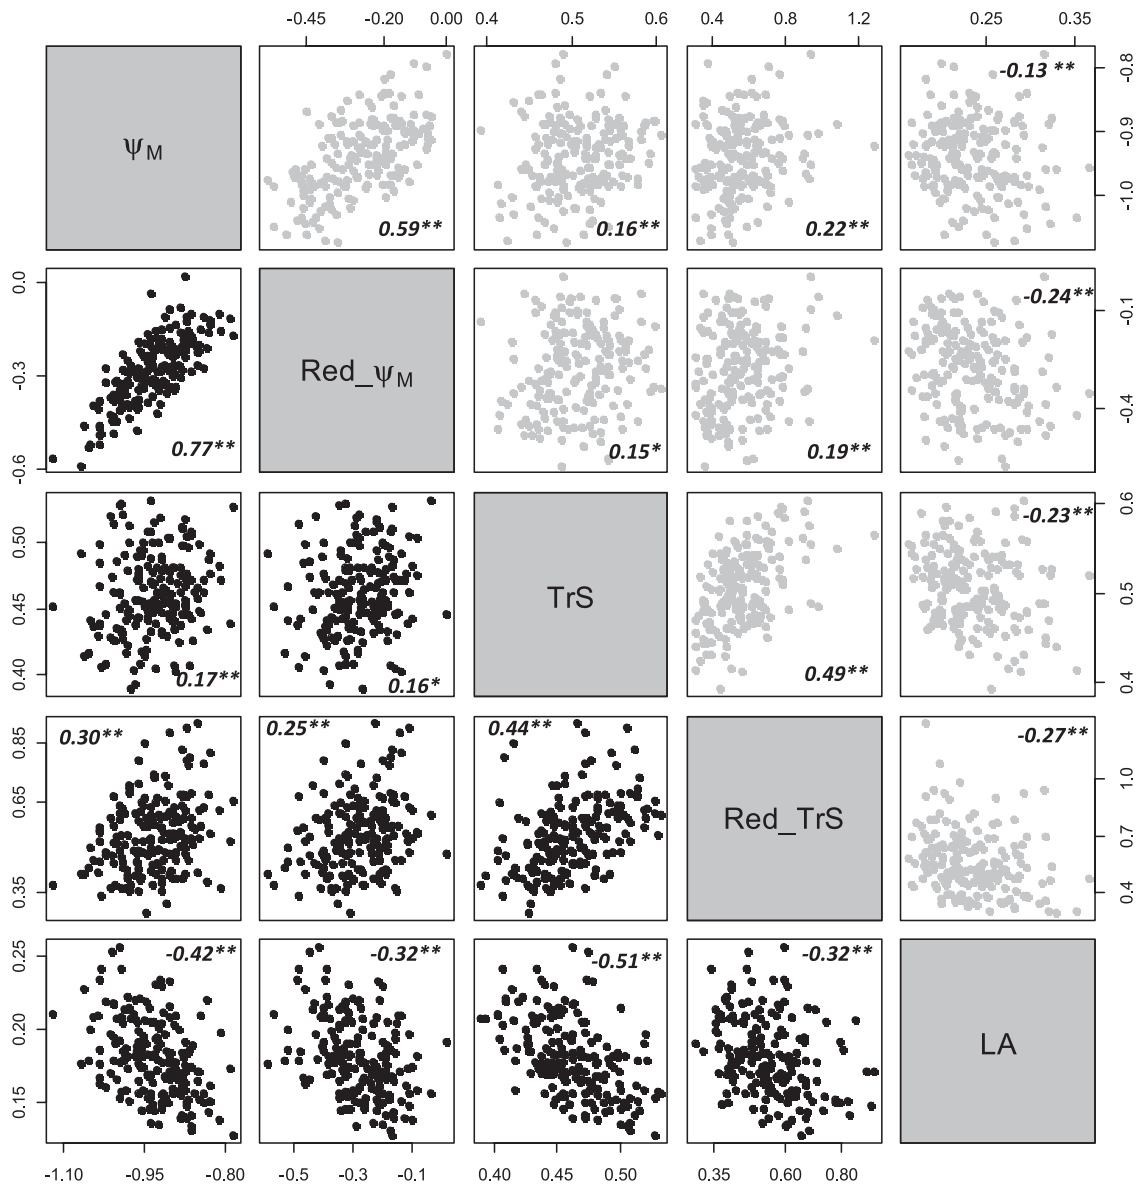 -0.45 -0.20 0.00 0.4 0.5 0.6 0.4 0.8 1.2 0.25 0.35
ψM 0.59** 0.16** 0.22** -0.13 **
-0.8 -0.9 -1.0
0.0 -0.3 -0.6
0.77** Red_ψM 0.15* 0.19** -0.24**
-0.1 -0.4
0.50 0.45 0.40
0.17** 0.16* TrS 0.49** -0.23**
0.6 0.5 0.4
0.85 0.65 0.35
0.30** 0.25** 0.44** Red_TrS -0.27**
1.0 0.7 0.4
0.25 0.20 0.15
-0.42** -0.32** -0.51** -0.32** LA
-1.10 -0.95 -0.80 -0.5 -0.3 -0.1 0.40 0.45 0.50 0.35 0.60 0.80